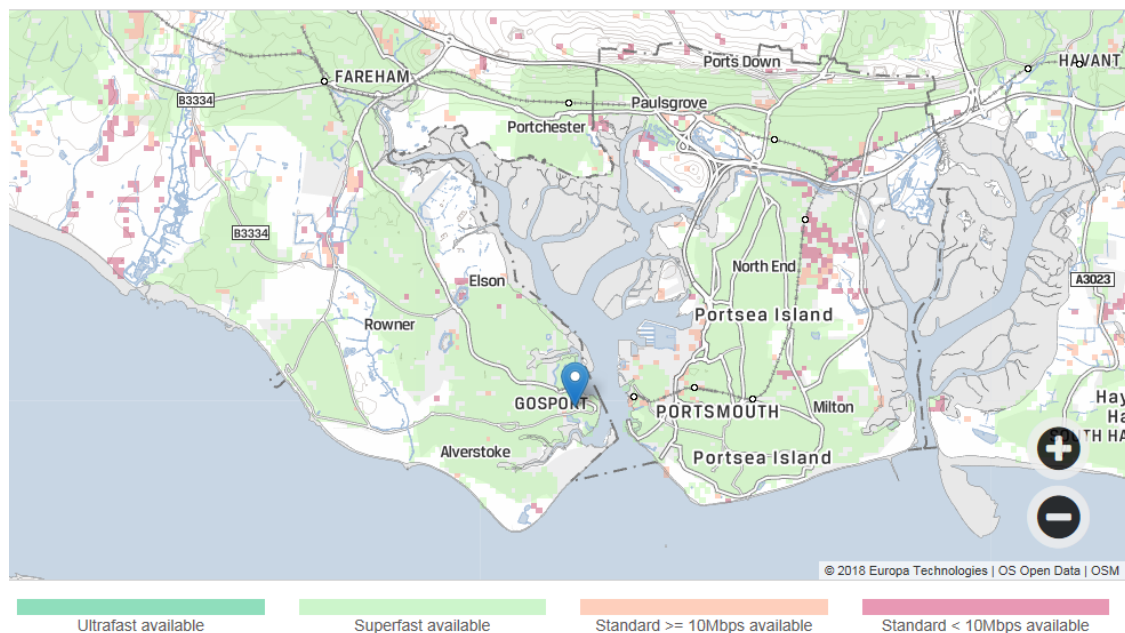 Ports Down
HAVANT
FAREHAM
B3334
Paulsgrove
Portchester
B3334
North End
Elson
A3023
Portsea Island
Rowner
GOSPORT
PORTSMOUTH
Milton
Alverstoke
Portsea Island
© 2018 Europa Technologies | OS Open Data | OSM
Ultrafast available
Superfast available
Standard >= 10Mbps available
Standard < 10Mbps available